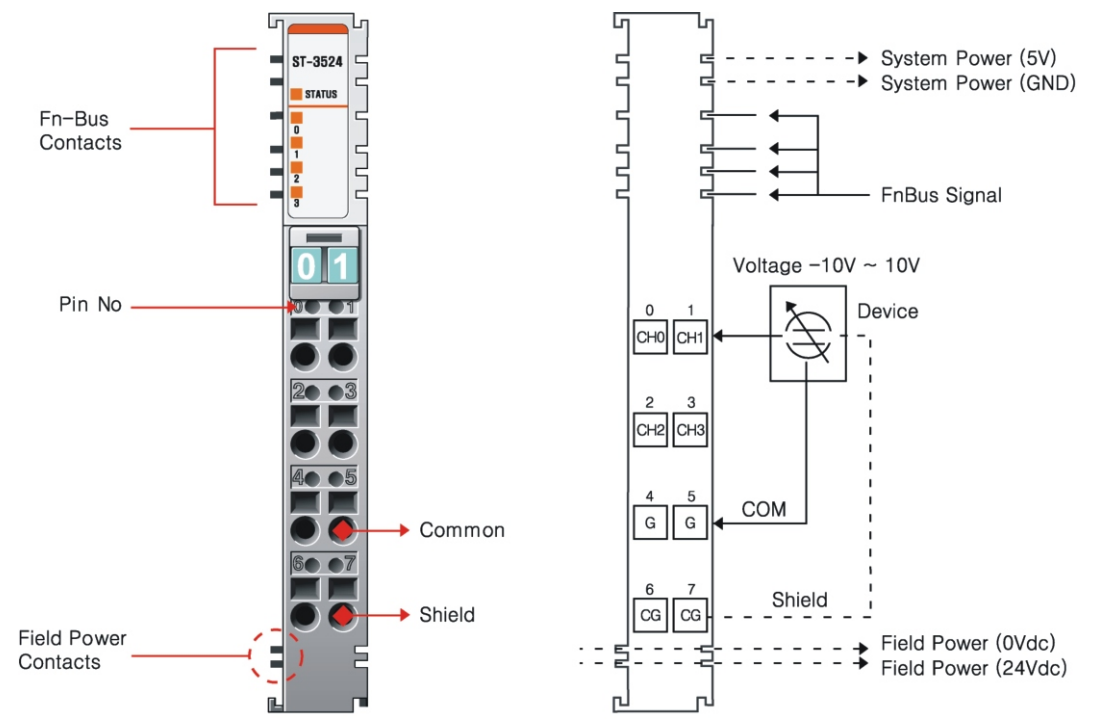 ST-3524
STATUS
0
1
2
3
Fn-Bus
Contacts
01
Pin No
0 1
2 3
4 5
Common
6 7
Shield
Field Power
Contacts
System Power (5V)
System Power (GND)
FnBus Signal
Voltage -10V ~ 10V
Device
0 1
CH0 CH1
2 3
CH2 CH3
4 5
G G
COM
6 7
CG CG
Shield
Field Power (0Vdc)
Field Power (24Vdc)